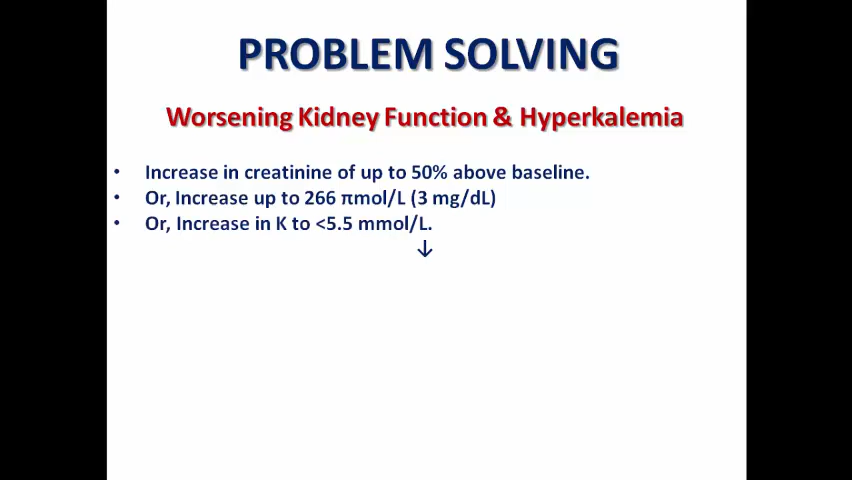 PROBLEM SOLVING
Worsening Kidney Function & Hyperkalemia
• Increase in creatinine of up to 50% above baseline.
• Or, Increase up to 266 πmol/L (3 mg/dL)
• Or, Increase in K to <5.5 mmol/L.
↓